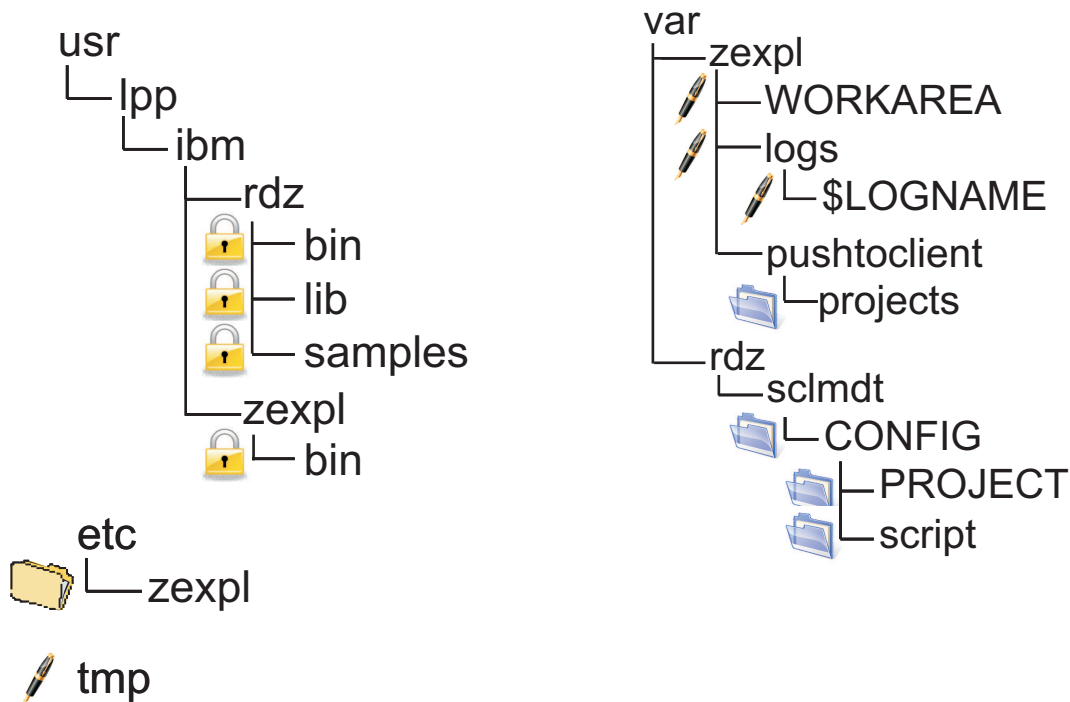 usr
lpp
ibm
rdz
bin
lib
samples
zexpl
bin
etc
zexpl
tmp
var
zexpl
WORKAREA
logs
$LOGNAME
pushtoclient
projects
rdz
sclmdt
CONFIG
PROJECT
script